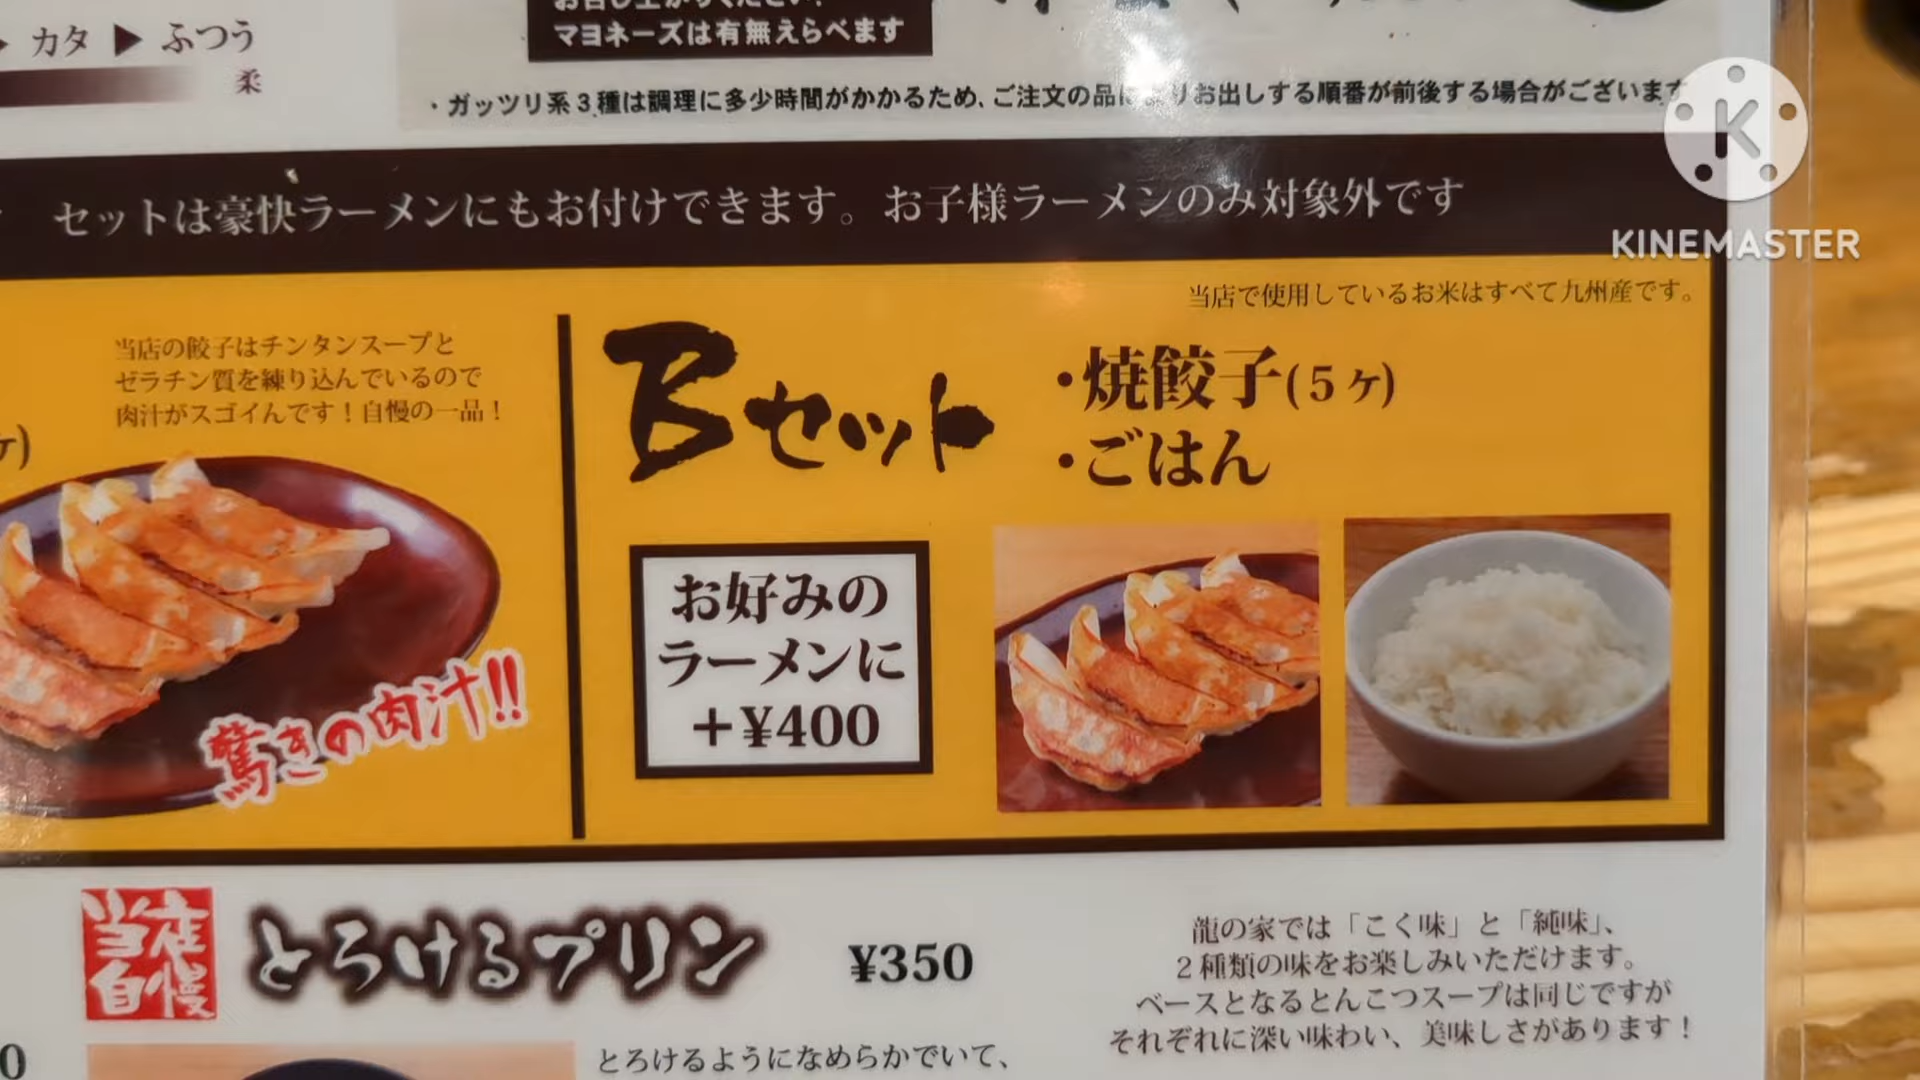 マヨネーズは有無えらべます
カタ ▶ ふつう
柔
・ガッツリ系3種は調理に多少時間がかかるため、ご注文の品によりお出しする順番が前後する場合がございます
KINEMASTER
セットは豪快ラーメンにもお付けできます。お子様ラーメンのみ対象外です
当店で使用しているお米はすべて九州産です。
当店の餃子はチンタンスープと
ゼラチン質を練り込んでいるので
肉汁がスゴイんです！自慢の一品！
ケ)
驚きの肉汁!!
Bセット
・焼餃子(5ヶ)
・ごはん
お好みの
ラーメンに
＋¥400
当店
自慢
とろけるプリン
¥350
とろけるようになめらかでいて、
龍の家では「こく味」と「純味」、
2種類の味をお楽しみいただけます。
ベースとなるとんこつスープは同じですが
それぞれに深い味わい、美味しさがあります！
0